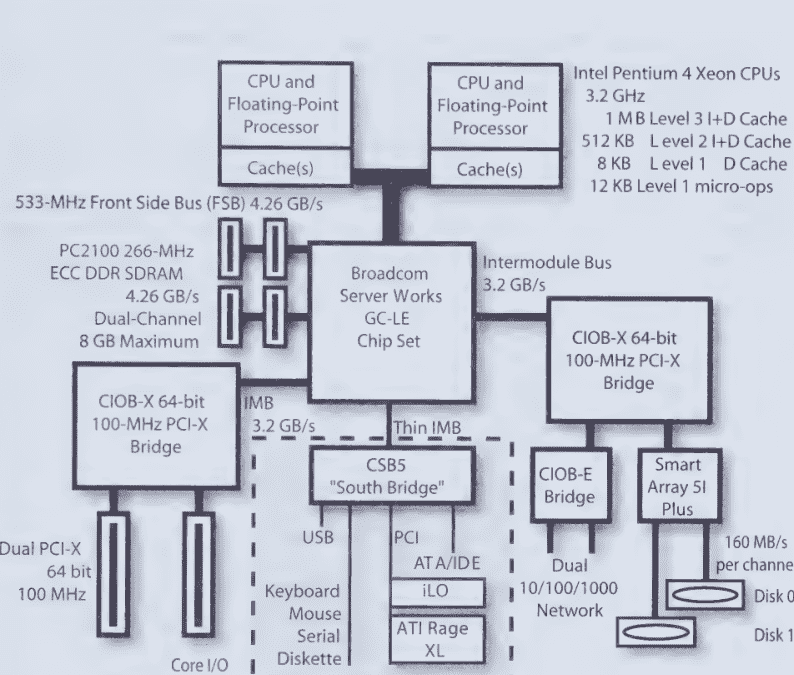 CPU and
Floating-Point
Processor
Cache(s)
CPU and
Floating-Point
Processor
Cache(s)
Intel Pentium 4 Xeon CPUs
3.2 GHz
1 MB Level 3 I+D Cache
512 KB Level 2 I+D Cache
8 KB Level 1 D Cache
12 KB Level 1 micro-ops
533-MHz Front Side Bus (FSB) 4.26 GB/s
PC2100 266-MHz
ECC DDR SDRAM
4.26 GB/s
Dual-Channel
8 GB Maximum
Broadcom
Server Works
GC-LE
Chip Set
Intermodule Bus
3.2 GB/s
CIOB-X 64-bit
100-MHz PCI-X
Bridge
CIOB-X 64-bit
100-MHz PCI-X
Bridge
IMB
3.2 GB/s
Thin IMB
CSB5
"South Bridge"
CIOB-E
Bridge
Smart
Array 5I
Plus
USB
PCI
ATA/IDE
Keyboard
Mouse
Serial
Diskette
iLO
ATI Rage
XL
Dual PCI-X
64 bit
100 MHz
Core I/O
Dual
10/100/1000
Network
160 MB/s
per channe
Disk 0
Disk 1